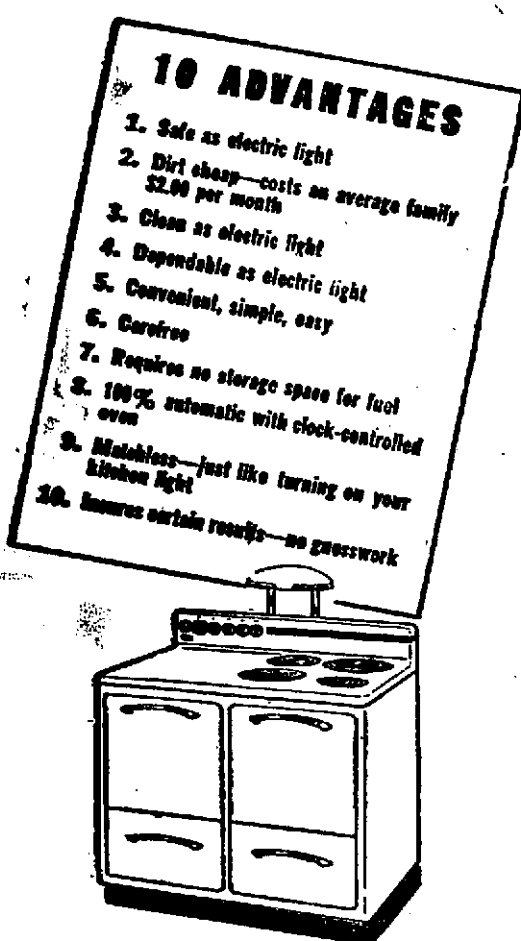 10 ADVANTAGES
1. Safe as electric light
2. Dirt cheap—costs an average family
$2.00 per month
3. Clean as electric light
4. Dependable as electric light
5. Convenient, simple, easy
6. Carefree
7. Requires no storage space for fuel
8. 100% automatic with clock-controlled
oven
9. Matchless—just like turning on your
kitchen light
10. Insures certain results—no guesswork